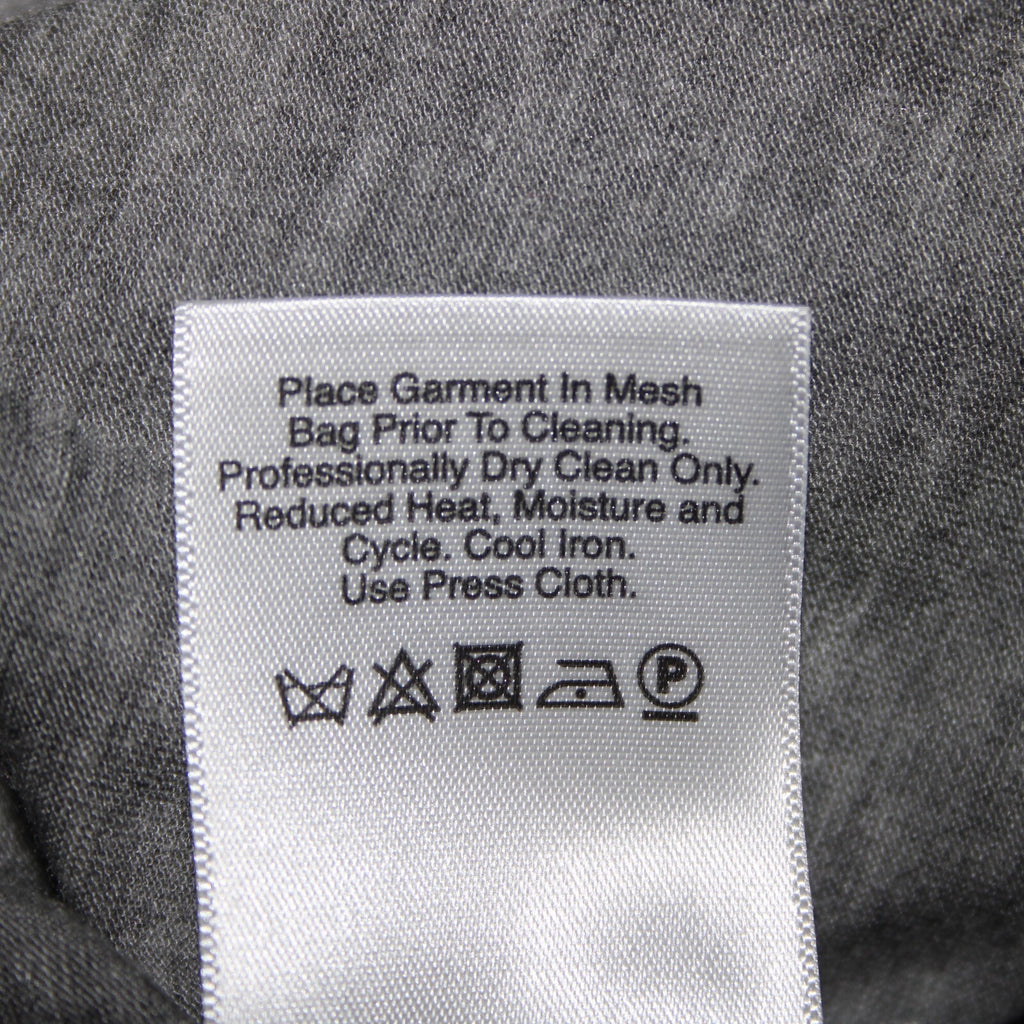 Place Garment In Mesh
Bag Prior To Cleaning.
Professionally Dry Clean Only.
Reduced Heat, Moisture and
Cycle. Cool Iron.
Use Press Cloth.
P